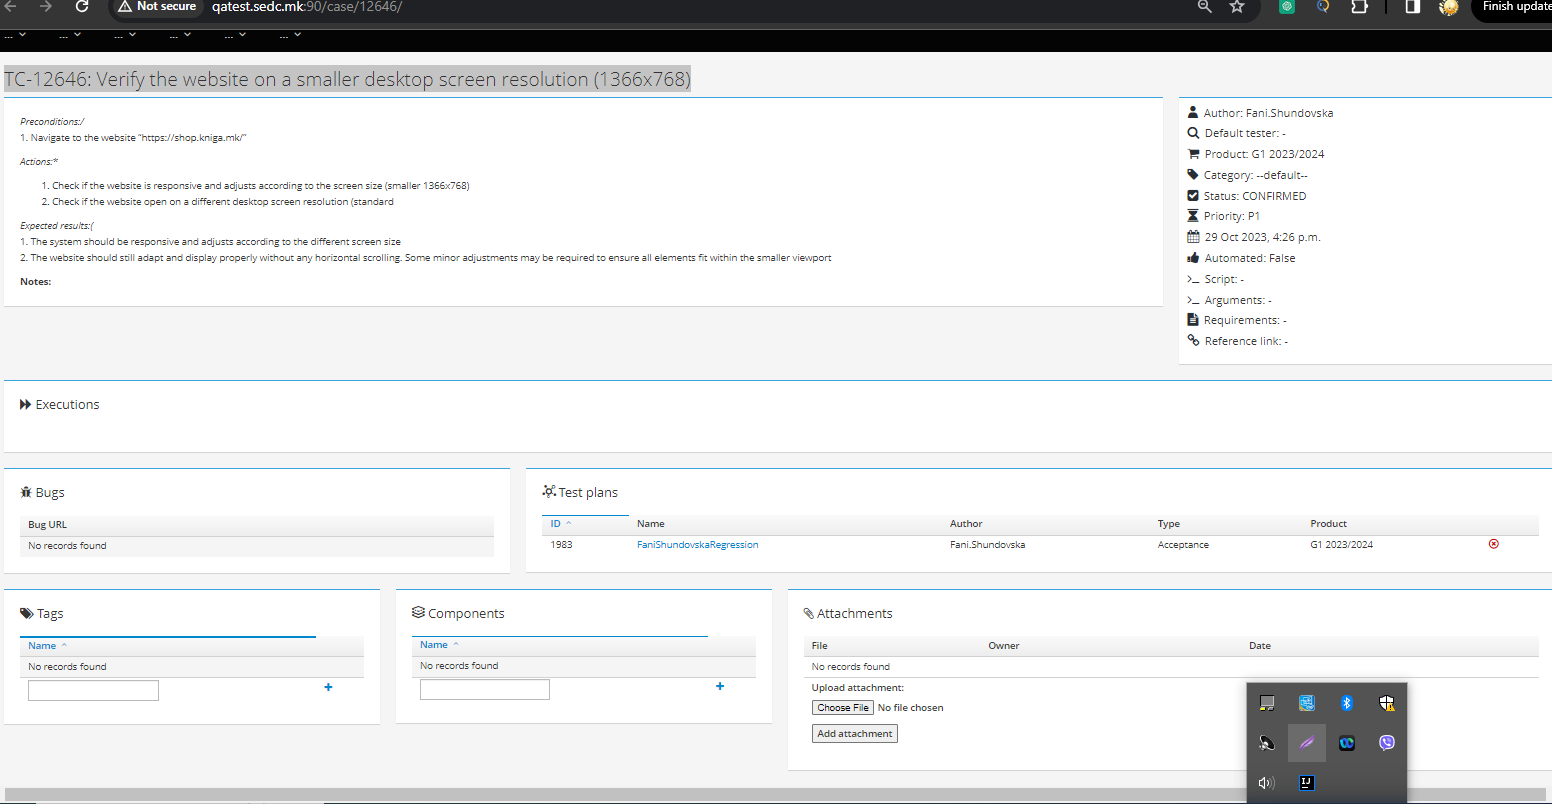 Not secure
qatest.sedc.mk:90/case/12646/
Finish update
... ... ... ... ... ...
TC-12646: Verify the website on a smaller desktop screen resolution (1366x768)
Preconditions:/
1. Navigate to the website "https://shop.kniga.mk/"
Actions:*
1. Check if the website is responsive and adjusts according to the screen size (smaller 1366x768)
2. Check if the website open on a different desktop screen resolution (standard
Expected results:(
1. The system should be responsive and adjusts according to the different screen size
2. The website should still adapt and display properly without any horizontal scrolling. Some minor adjustments may be required to ensure all elements fit within the smaller viewport
Notes:
Author: Fani.Shundovska
Default tester: -
Product: G1 2023/2024
Category: --default--
Status: CONFIRMED
Priority: P1
29 Oct 2023, 4:26 p.m.
Automated: False
Script: -
Arguments: -
Requirements: -
Reference link: -
Executions
Bugs
Bug URL
No records found
Test plans
ID Name Author Type Product
1983 FaniShundovskaRegression Fani.Shundovska Acceptance G1 2023/2024
Tags
Name
No records found
Components
Name
No records found
Attachments
File Owner Date
No records found
Upload attachment:
Choose File No file chosen
Add attachment
IJ